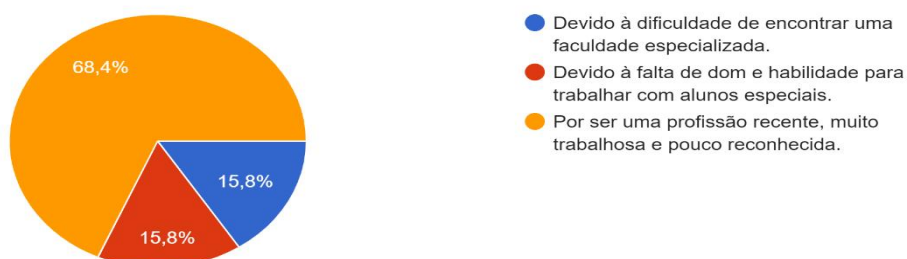 68,4%
15,8%
15,8%
Devido à dificuldade de encontrar uma
faculdade especializada.
Devido à falta de dom e habilidade para
trabalhar com alunos especiais.
Por ser uma profissão recente, muito
trabalhosa e pouco reconhecida.